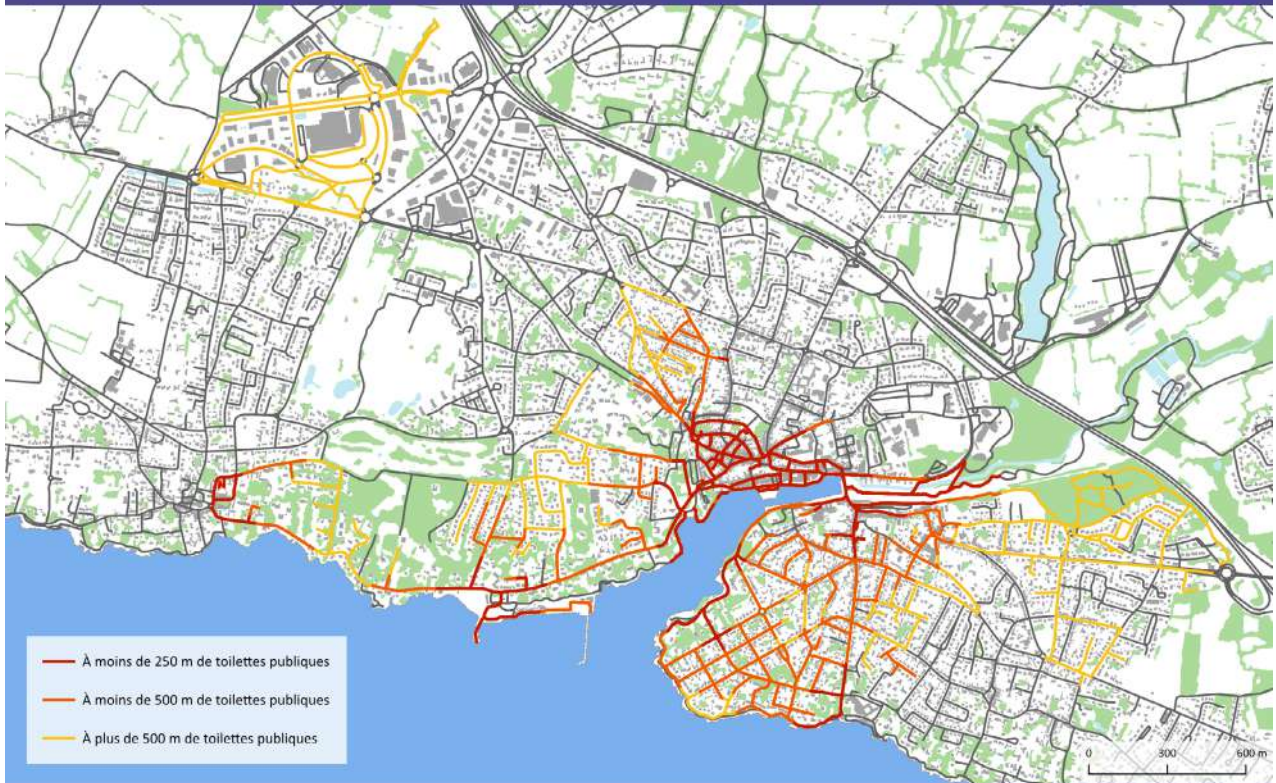 À moins de 250 m de toilettes publiques
À moins de 500 m de toilettes publiques
À plus de 500 m de toilettes publiques
0 300 600 m